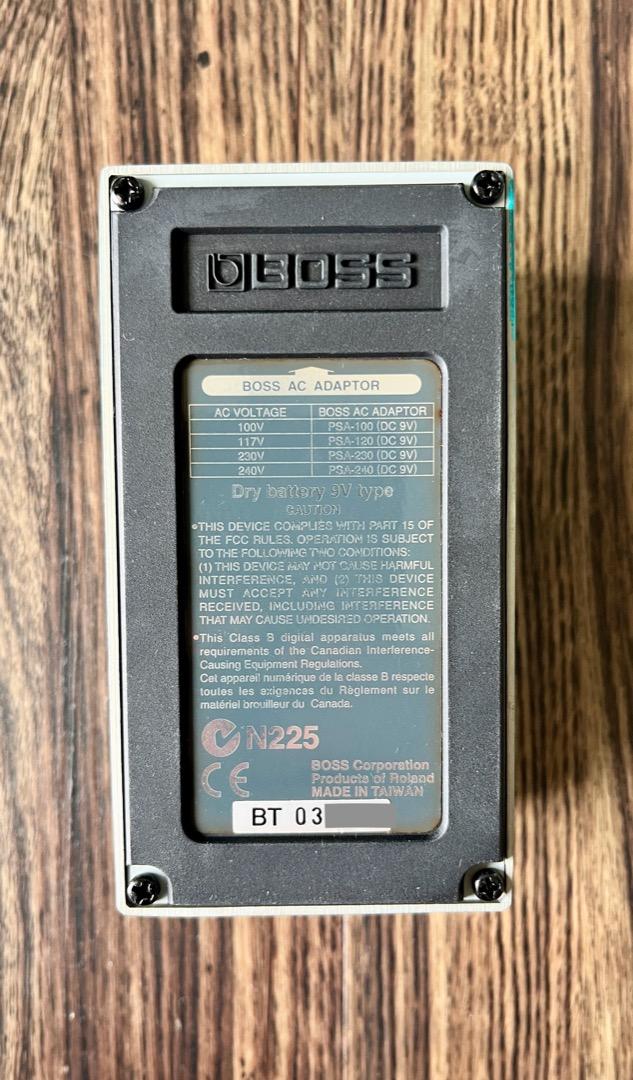 BOSS
BOSS AC ADAPTOR
AC VOLTAGE BOSS AC ADAPTOR
100V PSA-100 (DC 9V)
117V PSA-120 (DC 9V)
230V PSA-230 (DC 9V)
240V PSA-240 (DC 9V)
Dry battery 9V type
CAUTION
•THIS DEVICE COMPLIES WITH PART 15 OF
THE FCC RULES. OPERATION IS SUBJECT
TO THE FOLLOWING TWO CONDITIONS:
(1) THIS DEVICE MAY NOT CAUSE HARMFUL
INTERFERENCE, AND (2) THIS DEVICE
MUST ACCEPT ANY INTERFERENCE
RECEIVED, INCLUDING INTERFERENCE
THAT MAY CAUSE UNDESIRED OPERATION.
•This Class B digital apparatus meets all
requirements of the Canadian Interference-
Causing Equipment Regulations.
Cet appareil numérique de la classe B respecte
toutes les exigences du Règlement sur le
matériel brouilleur du Canada.
N225
CE
BOSS Corporation
Products of Roland
MADE IN TAIWAN
BT 03